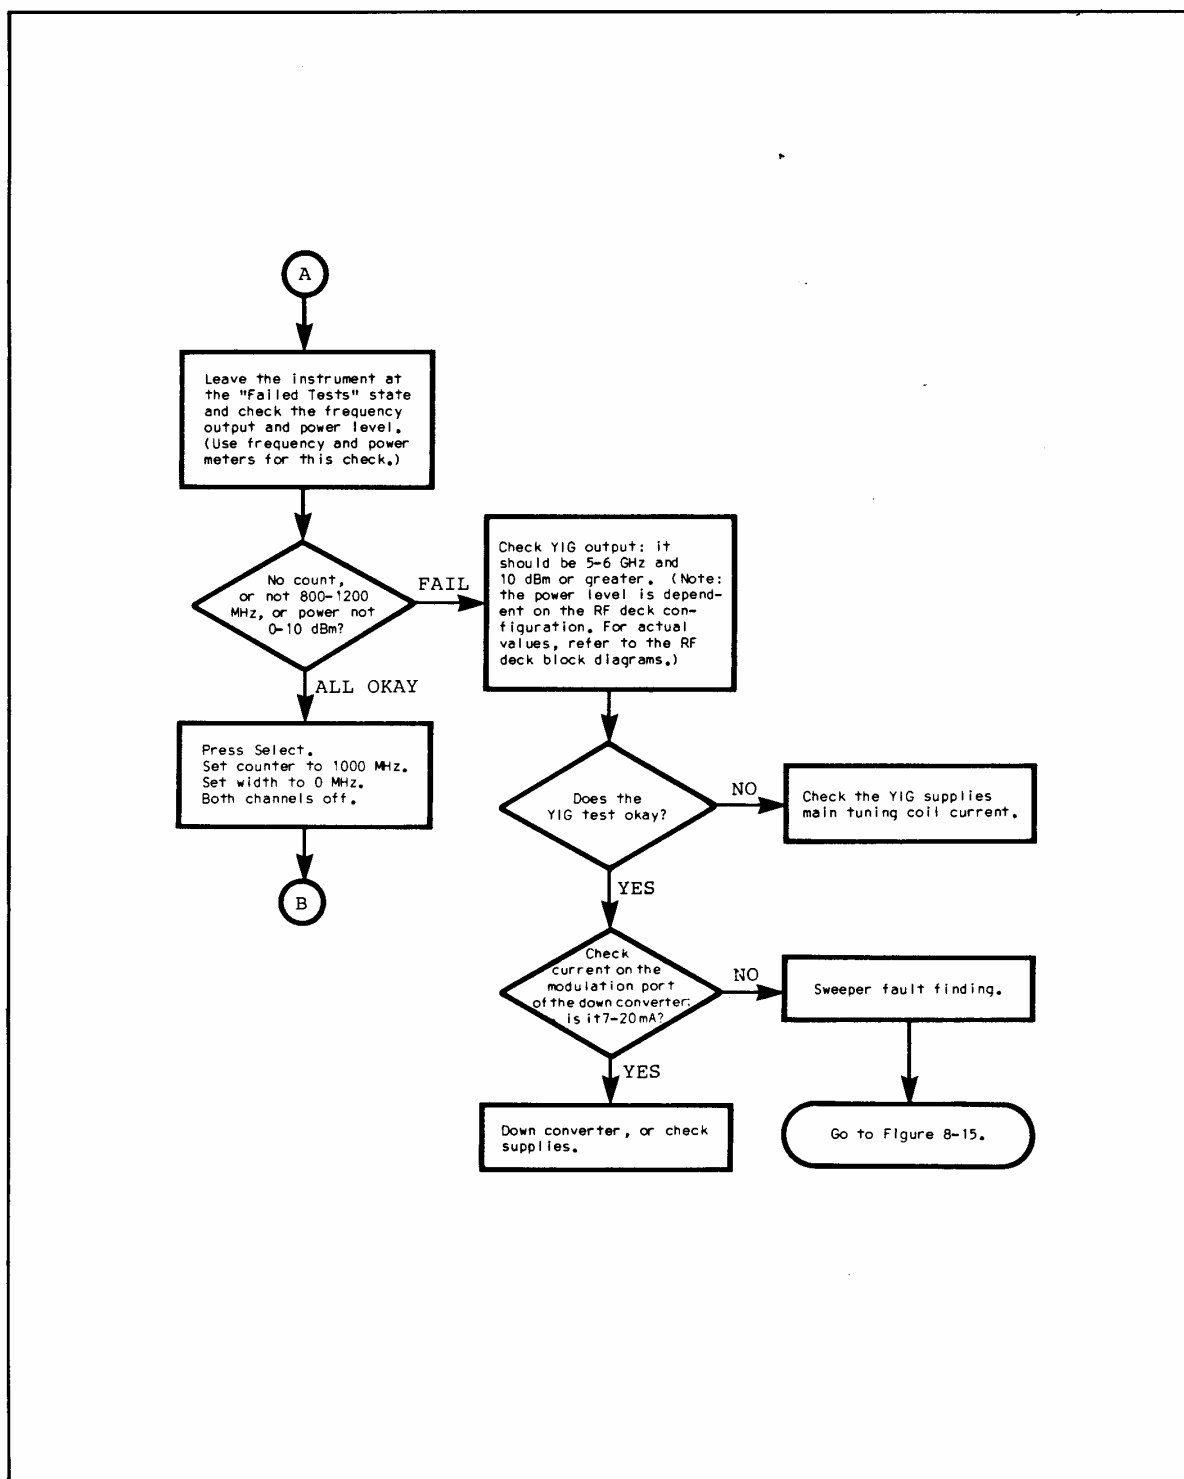 A
Leave the instrument at
the "Failed Tests" state
and check the frequency
output and power level.
(Use frequency and power
meters for this check.)
No count,
or not 800-1200
MHz, or power not
0-10 dBm?
FAIL
Check YIG output: it
should be 5-6 GHz and
10 dBm or greater. (Note:
the power level is depend-
ent on the RF deck con-
figuration. For actual
values, refer to the RF
deck block diagrams.)
ALL OKAY
Press Select.
Set counter to 1000 MHz.
Set width to 0 MHz.
Both channels off.
B
Does the
YIG test okay?
NO
Check the YIG supplies
main tuning coil current.
YES
Check
current on the
modulation port
of the down converter:
is it 7-20 mA?
NO
Sweeper fault finding.
YES
Down converter, or check
supplies.
Go to Figure 8-15.